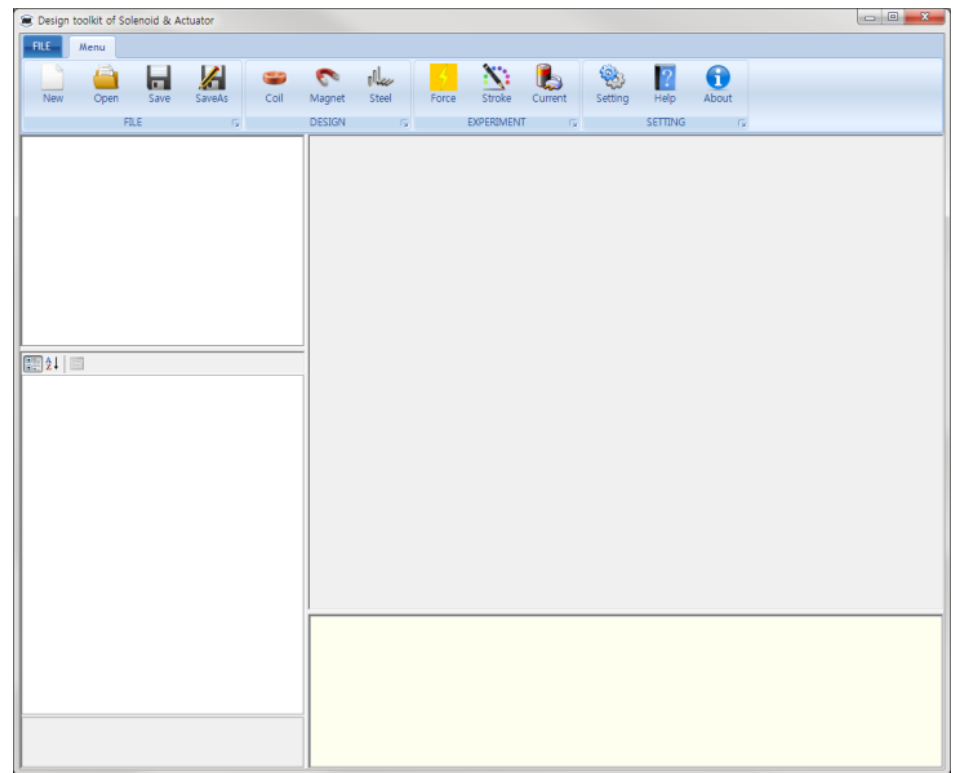 Design toolkit of Solenoid & Actuator
FILE Menu
New Open Save SaveAs Coil Magnet Steel Force Stroke Current Setting Help About
FILE DESIGN EXPERIMENT SETTING